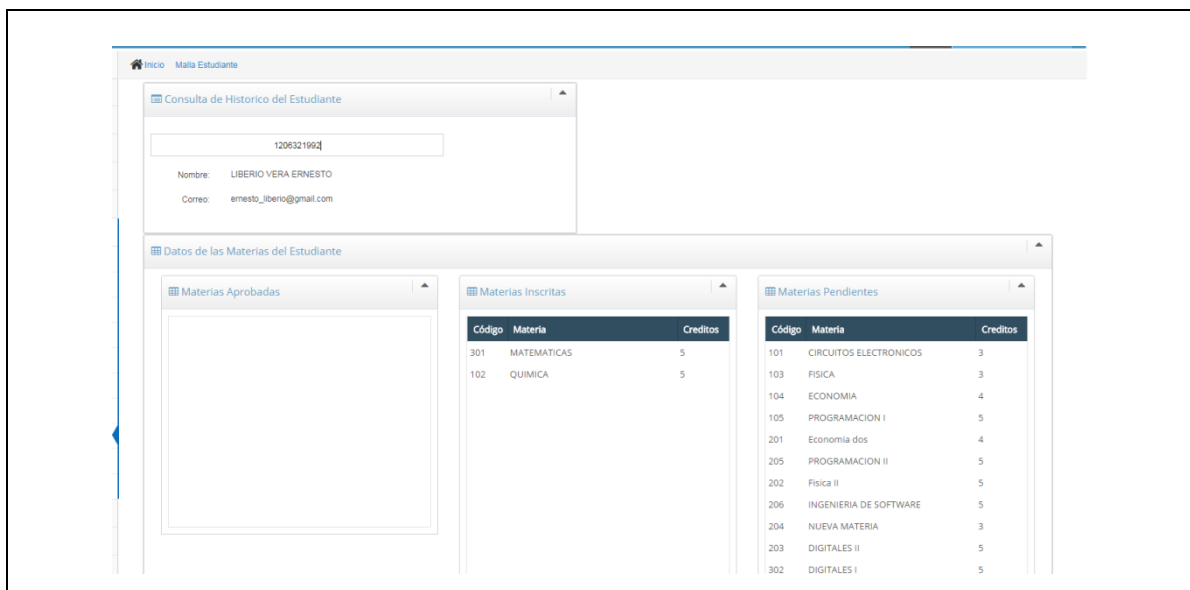 Inicio Malla Estudiante
Consulta de Historico del Estudiante
1206321992
Nombre: LIBERIO VERA ERNESTO
Correo: ernesto_liberio@gmail.com
Datos de las Materias del Estudiante
Materias Aprobadas
Materias Inscritas
Código Materia Creditos
301 MATEMATICAS 5
102 QUIMICA 5
Materias Pendientes
Código Materia Creditos
101 CIRCUITOS ELECTRONICOS 3
103 FISICA 3
104 ECONOMIA 4
105 PROGRAMACION I 5
201 Economia dos 4
205 PROGRAMACION II 5
202 Fisica II 5
206 INGENIERIA DE SOFTWARE 5
204 NUEVA MATERIA 3
203 DIGITALES II 5
302 DIGITALES I 5